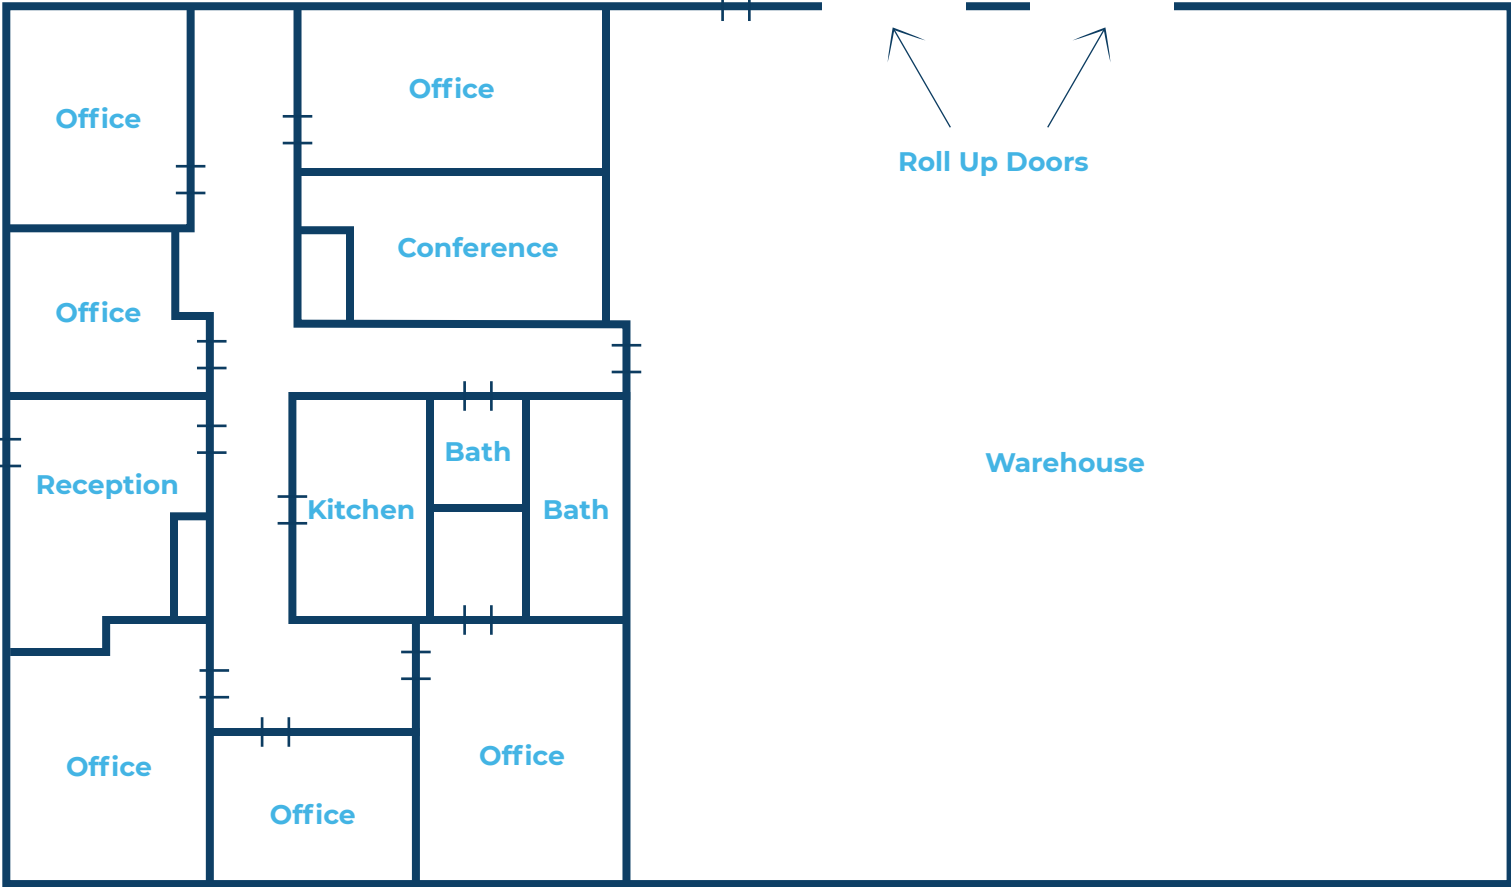 Office
Office
Roll Up Doors
Conference
Office
Bath
Warehouse
Reception
Kitchen
Bath
Office
Office
Office